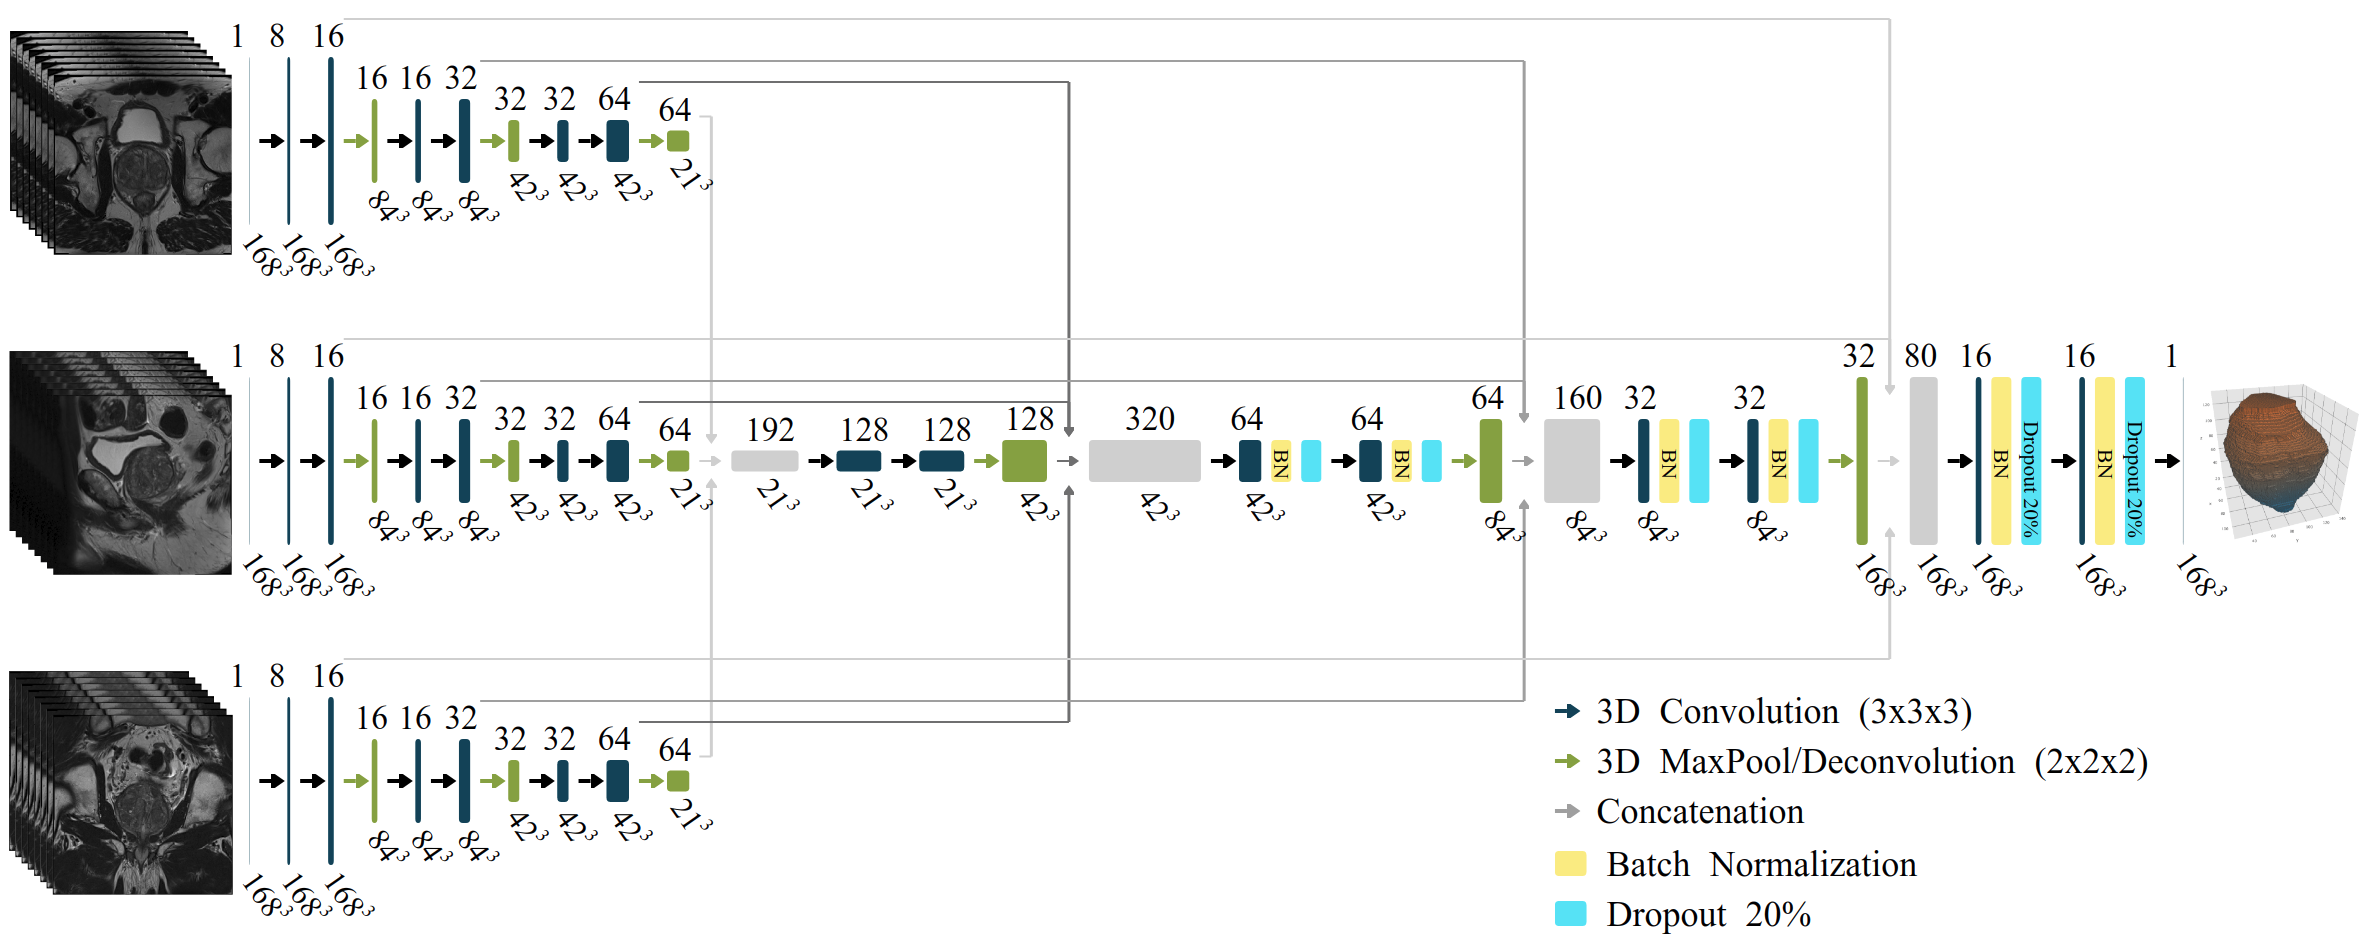 1 8 16
16 16 32
32 32 64
64
21³
42³ 42³ 42³
84³ 84³ 84³
168³ 168³ 168³
1 8 16
16 16 32
32 32 64
64
192
128
128
128
320
64
64
64
160
32
32
32
80
16
16
1
BN
BN
BN
BN
BN
Dropout 20%
BN
Dropout 20%
21³
21³
21³
21³
42³ 42³ 42³
42³
42³
42³
42³
84³ 84³ 84³
84³
84³
84³
84³
168³ 168³ 168³
168³
168³
168³
168³
168³
1 8 16
16 16 32
32 32 64
64
21³
42³ 42³ 42³
84³ 84³ 84³
168³ 168³ 168³
3D Convolution (3x3x3)
3D MaxPool/Deconvolution (2x2x2)
Concatenation
Batch Normalization
Dropout 20%